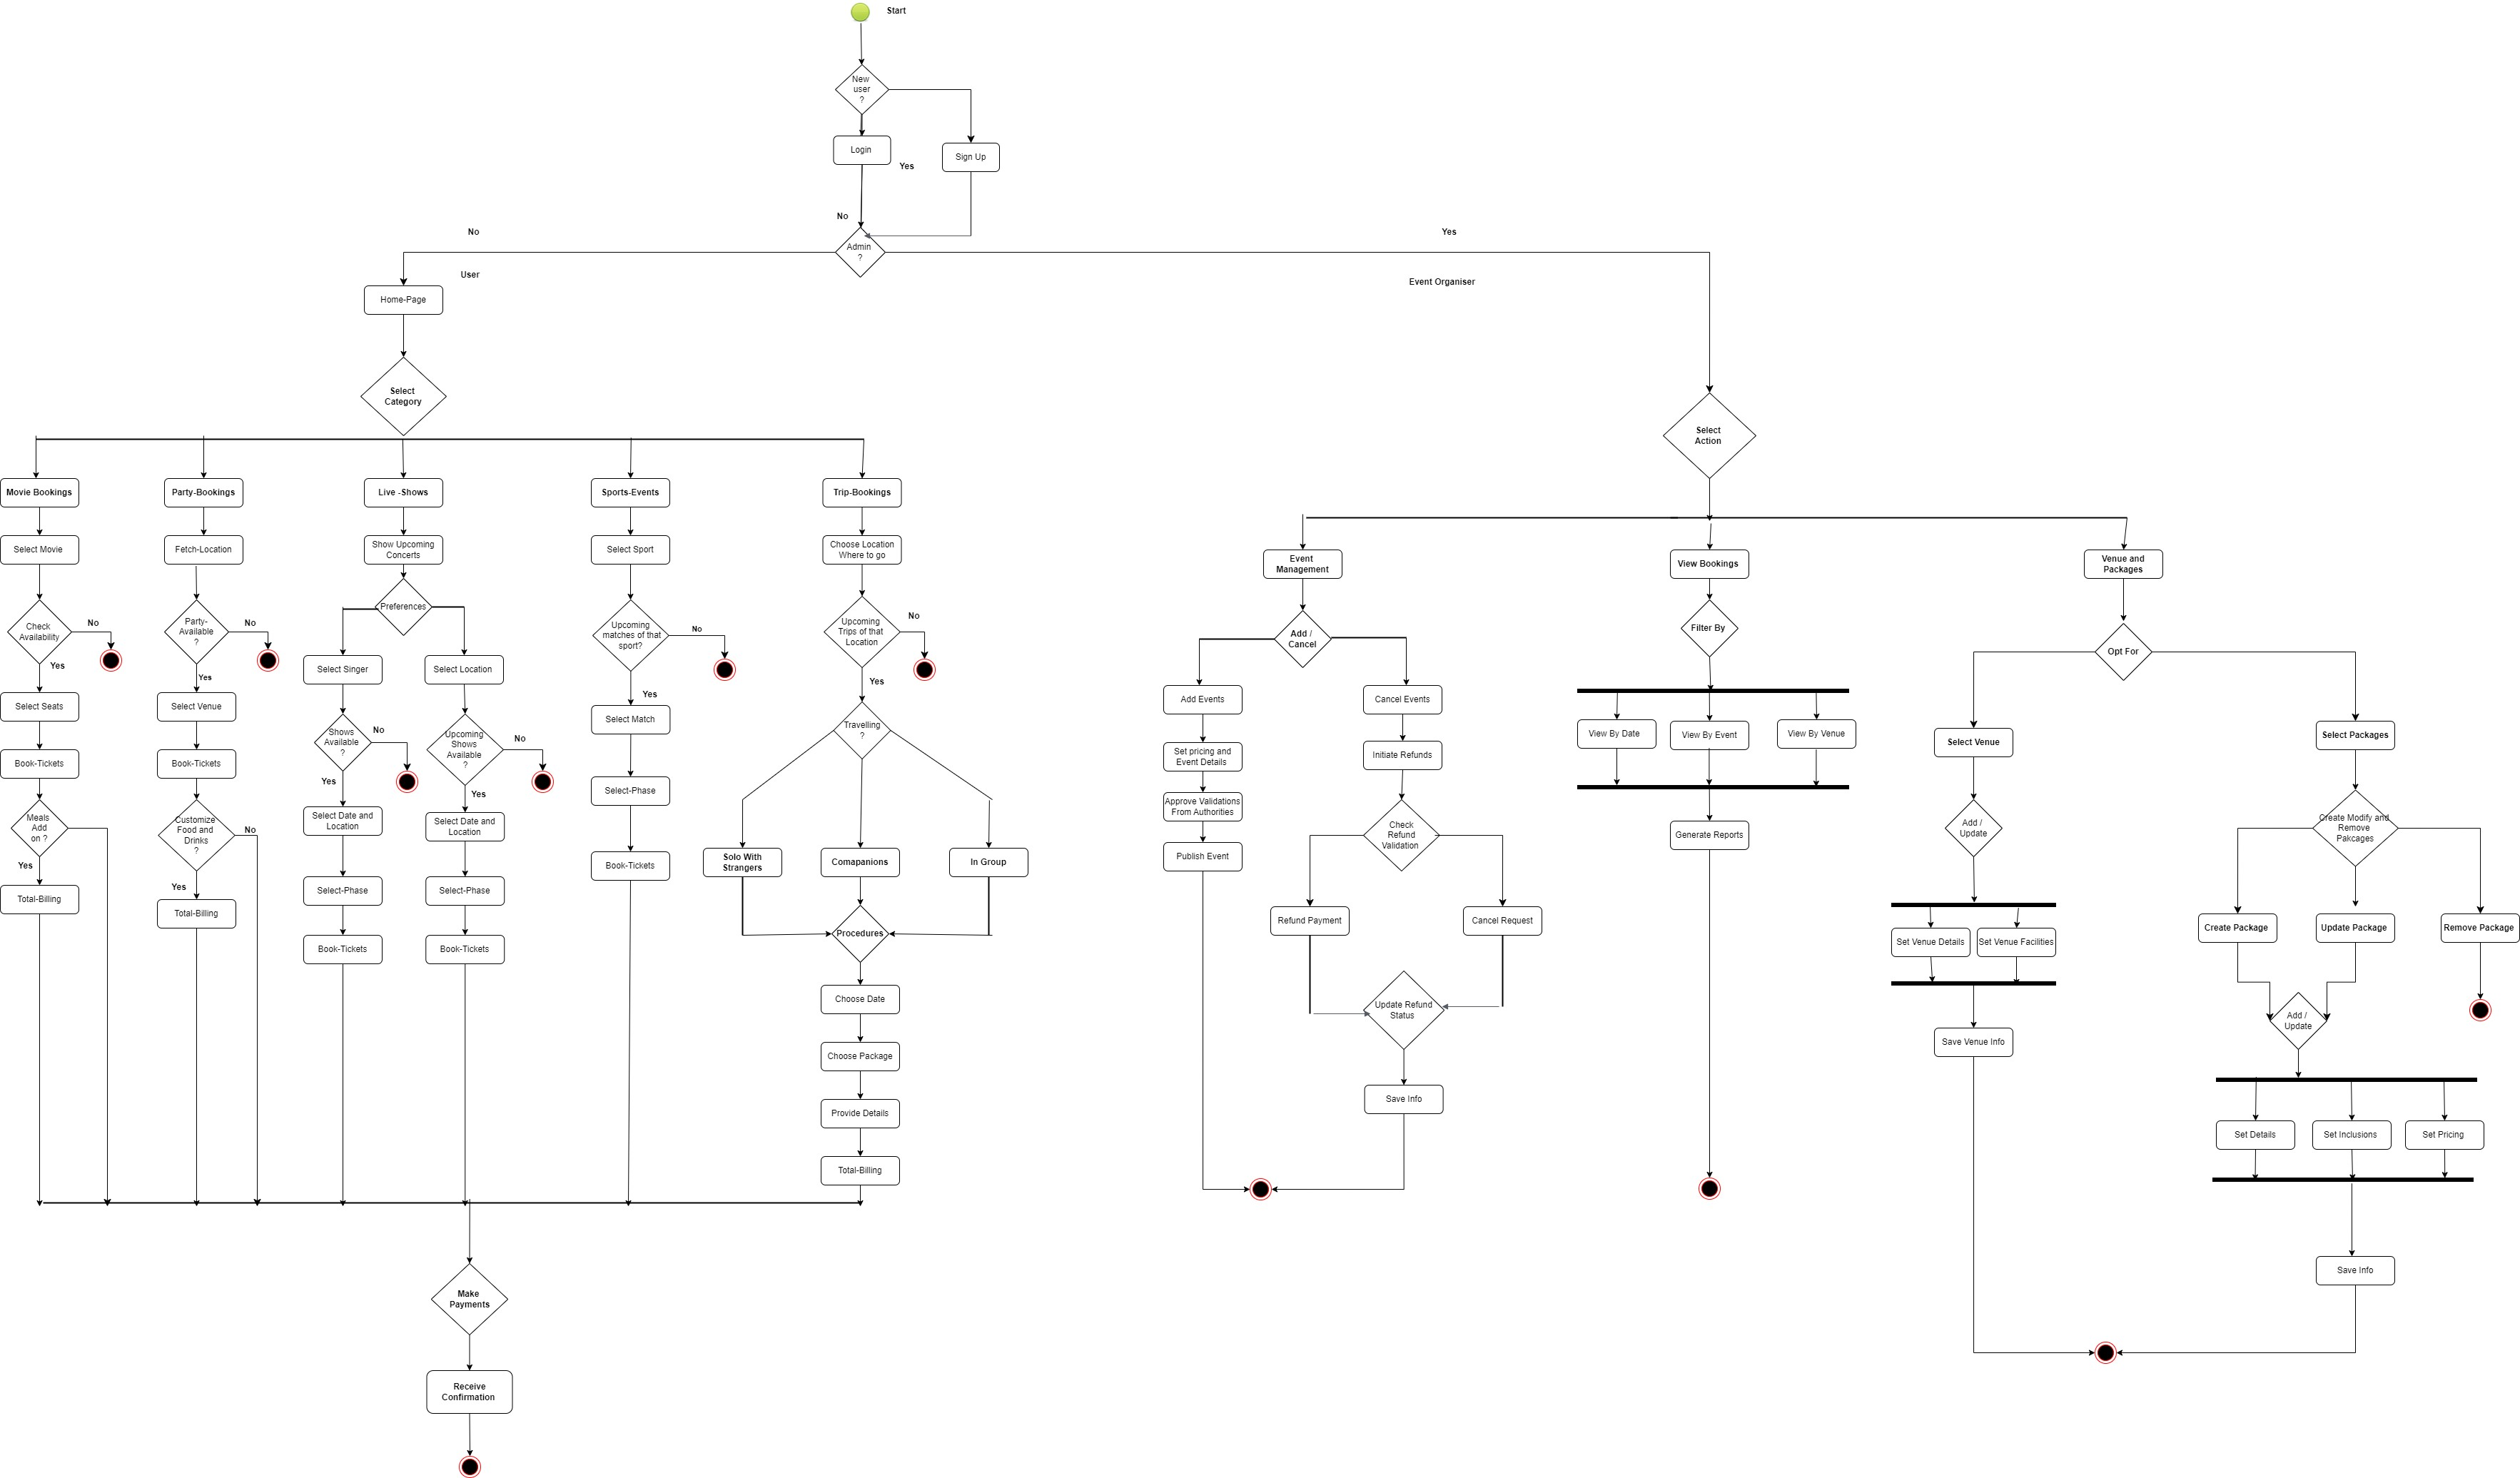 Start
New
user
?
Login
Yes
Sign Up
No
Admin
?
No
User
Yes
Event Organiser
Home-Page
Select
Category
Select
Action
Movie Bookings
Party-Bookings
Live -Shows
Sports-Events
Trip-Bookings
Select Movie
Fetch-Location
Show Upcoming
Concerts
Select Sport
Choose Location
Where to go
Event
Management
View Bookings
Venue and
Packages
Check
Availability
No
Yes
Party-
Available
?
No
Yes
Preferences
Upcoming
matches of that
sport?
No
Yes
Upcoming
Trips of that
Location
No
Yes
Add /
Cancel
Filter By
Opt For
Select Singer
Select Location
Select Seats
Select Venue
Shows
Available
?
No
Yes
Upcoming
Shows
Available
?
No
Yes
Select Match
Travelling
?
Add Events
Cancel Events
View By Date
View By Event
View By Venue
Select Venue
Select Packages
Book-Tickets
Book-Tickets
Set pricing and
Event Details
Initiate Refunds
Select-Phase
Approve Validations
From Authorities
Meals
Add
on ?
Yes
Customize
Food and
Drinks
?
No
Yes
Select Date and
Location
Select Date and
Location
Check
Refund
Validation
Generate Reports
Add /
Update
Create Modify and
Remove
Pakcages
Publish Event
Book-Tickets
Solo With
Strangers
Comapanions
In Group
Total-Billing
Total-Billing
Select-Phase
Select-Phase
Refund Payment
Cancel Request
Procedures
Book-Tickets
Book-Tickets
Set Venue Details
Set Venue Facilities
Create Package
Update Package
Remove Package
Choose Date
Update Refund
Status
Add /
Update
Save Venue Info
Choose Package
Save Info
Provide Details
Set Details
Set Inclusions
Set Pricing
Total-Billing
Save Info
Make
Payments
Receive
Confirmation